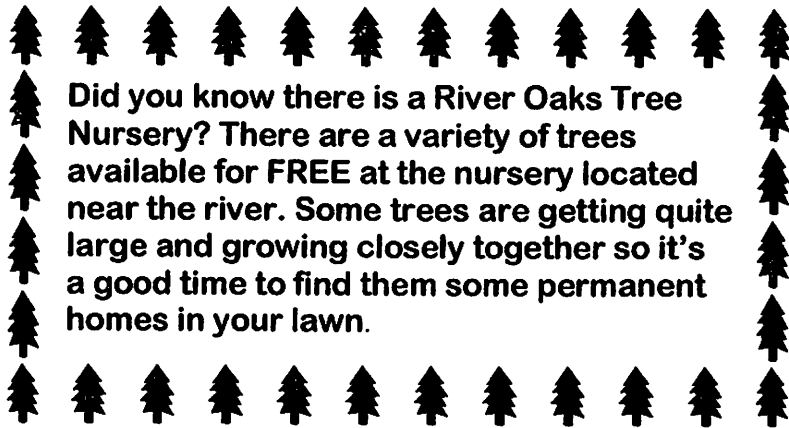 Did you know there is a River Oaks Tree
Nursery? There are a variety of trees
available for FREE at the nursery located
near the river. Some trees are getting quite
large and growing closely together so it's
a good time to find them some permanent
homes in your lawn.